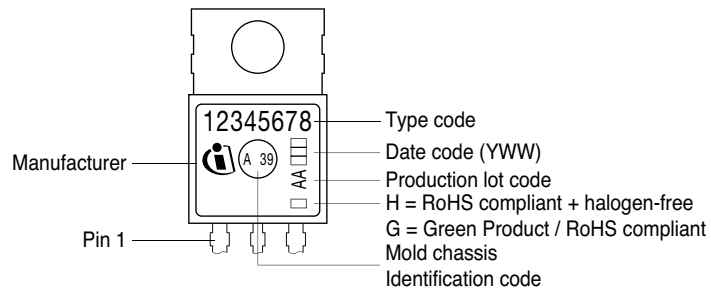 12345678
A 39
AA
Manufacturer
Pin 1
Type code
Date code (YWW)
Production lot code
H = RoHS compliant + halogen-free
G = Green Product / RoHS compliant
Mold chassis
Identification code